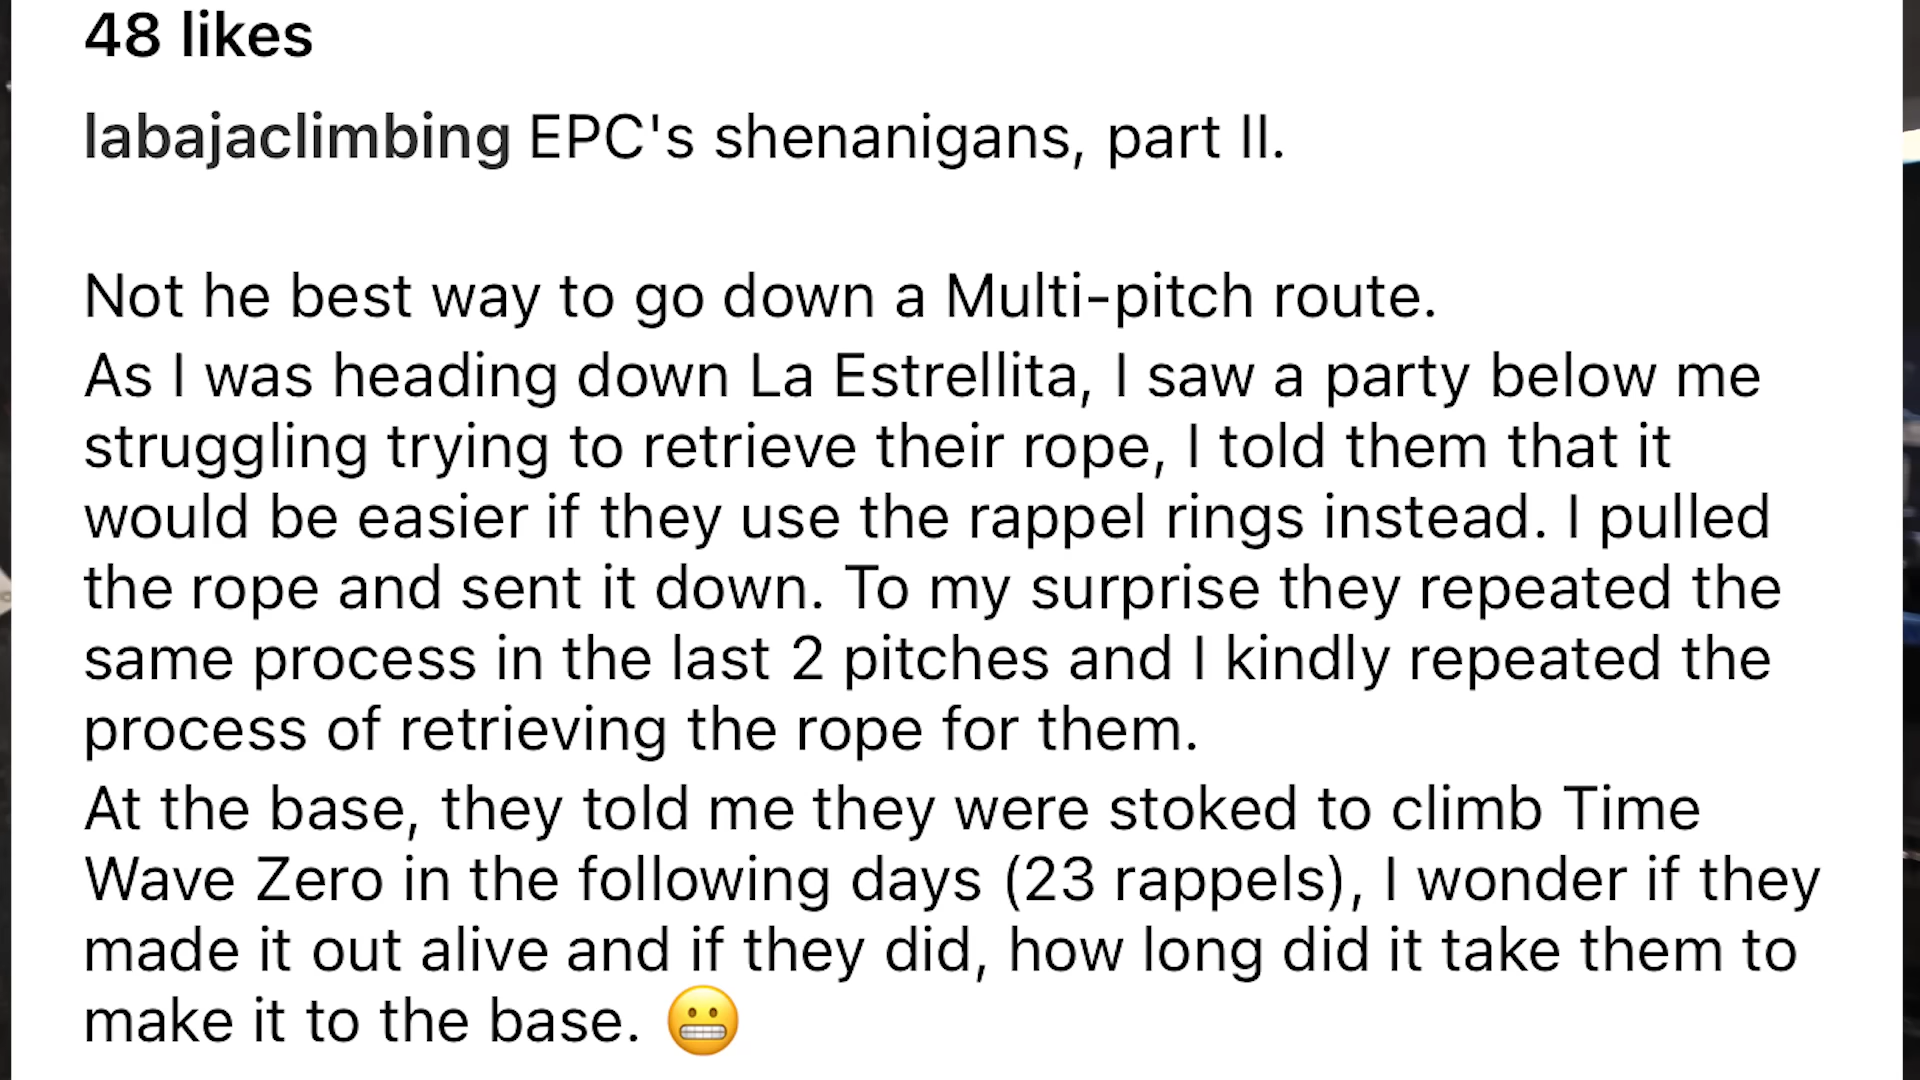 48 likes
labajaclimbing EPC's shenanigans, part II.
Not he best way to go down a Multi-pitch route.
As I was heading down La Estrellita, I saw a party below me
struggling trying to retrieve their rope, I told them that it
would be easier if they use the rappel rings instead. I pulled
the rope and sent it down. To my surprise they repeated the
same process in the last 2 pitches and I kindly repeated the
process of retrieving the rope for them.
At the base, they told me they were stoked to climb Time
Wave Zero in the following days (23 rappels), I wonder if they
made it out alive and if they did, how long did it take them to
make it to the base. 😬